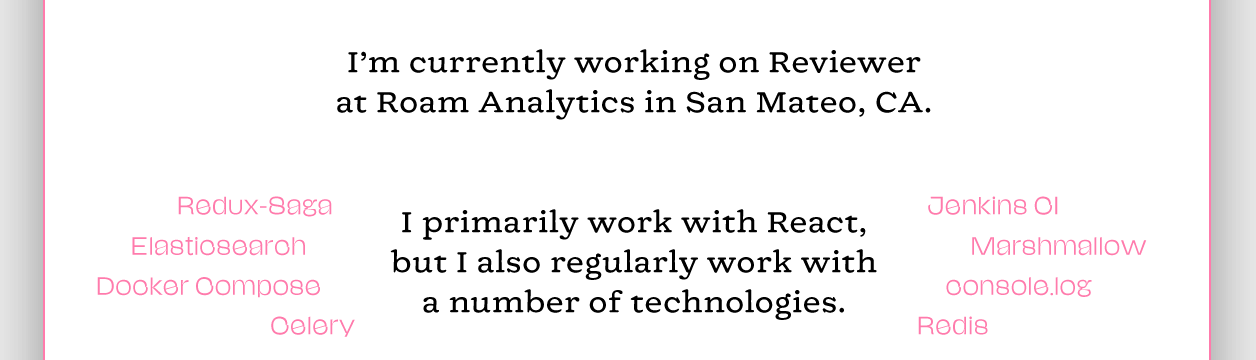 I’m currently working on Reviewer
at Roam Analytics in San Mateo, CA.
Redux-Saga
Elasticsearch
Docker Compose
Celery
I primarily work with React,
but I also regularly work with
a number of technologies.
Jenkins CI
Marshmallow
console.log
Redis